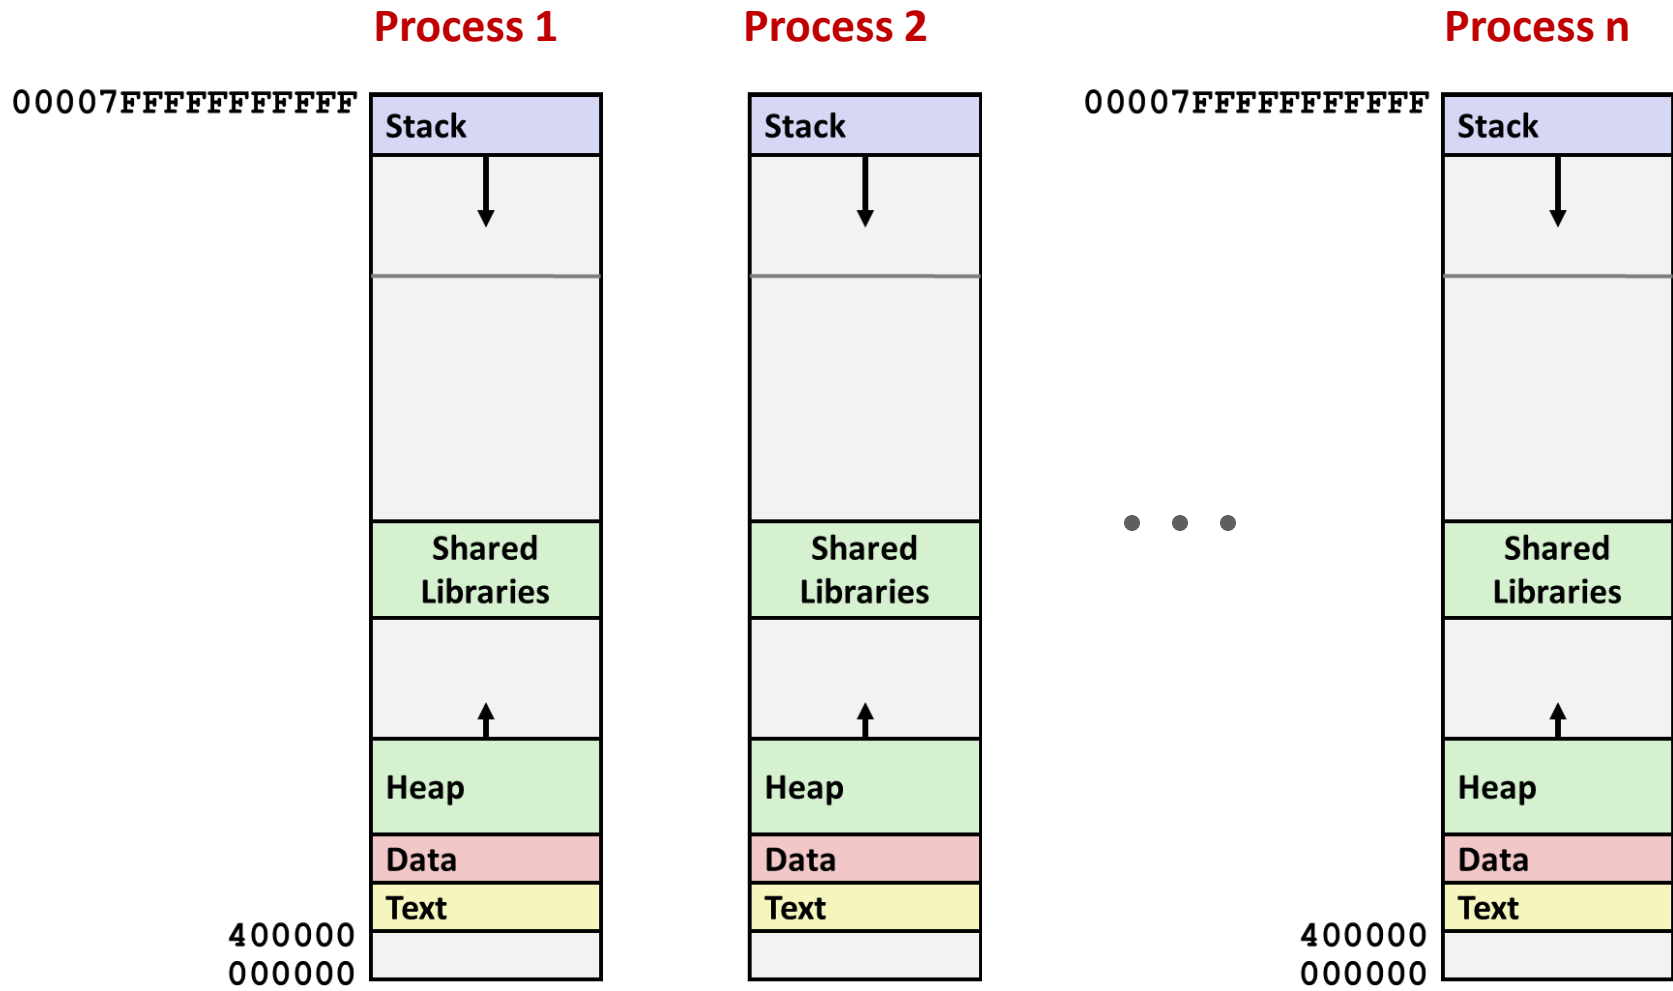 Process 1
Process 2
Process n
00007FFFFFFFFFFF
Stack
Shared
Libraries
Heap
Data
Text
400000
000000
Stack
Shared
Libraries
Heap
Data
Text
00007FFFFFFFFFFF
Stack
Shared
Libraries
Heap
Data
Text
400000
000000